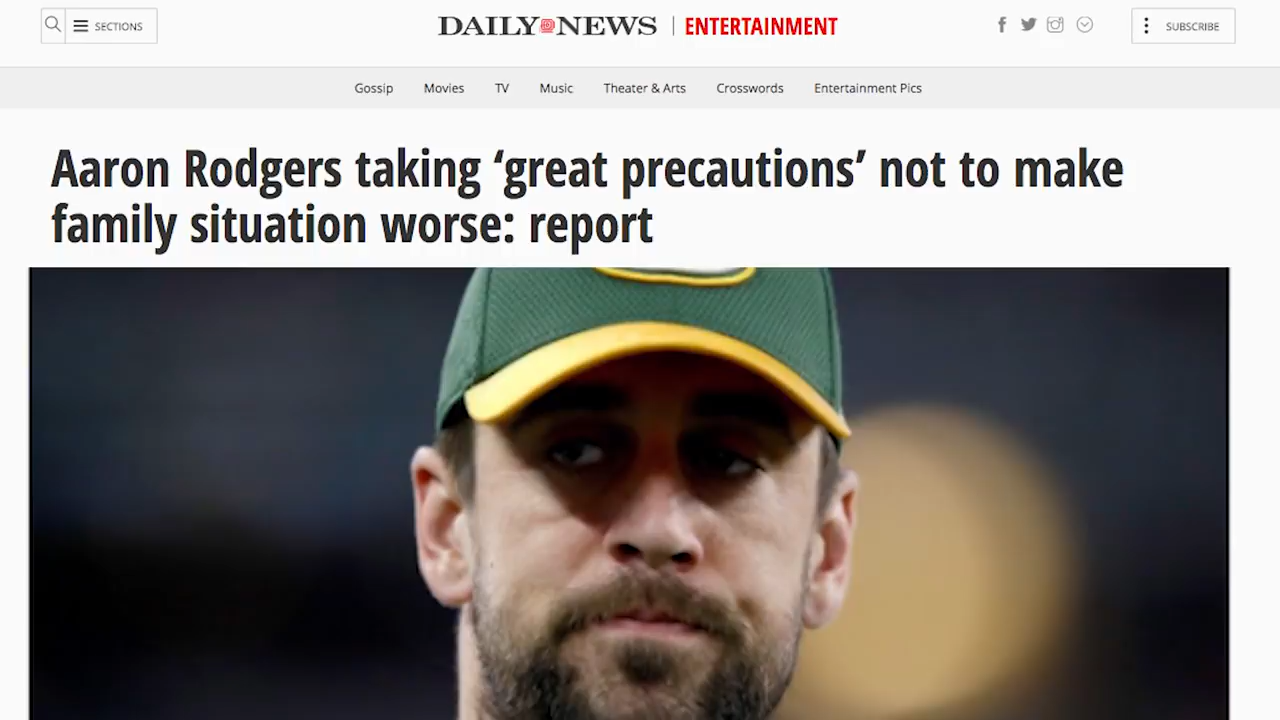 SECTIONS
DAILY NEWS | ENTERTAINMENT
SUBSCRIBE
Gossip Movies TV Music Theater & Arts Crosswords Entertainment Pics
Aaron Rodgers taking ‘great precautions’ not to make
family situation worse: report